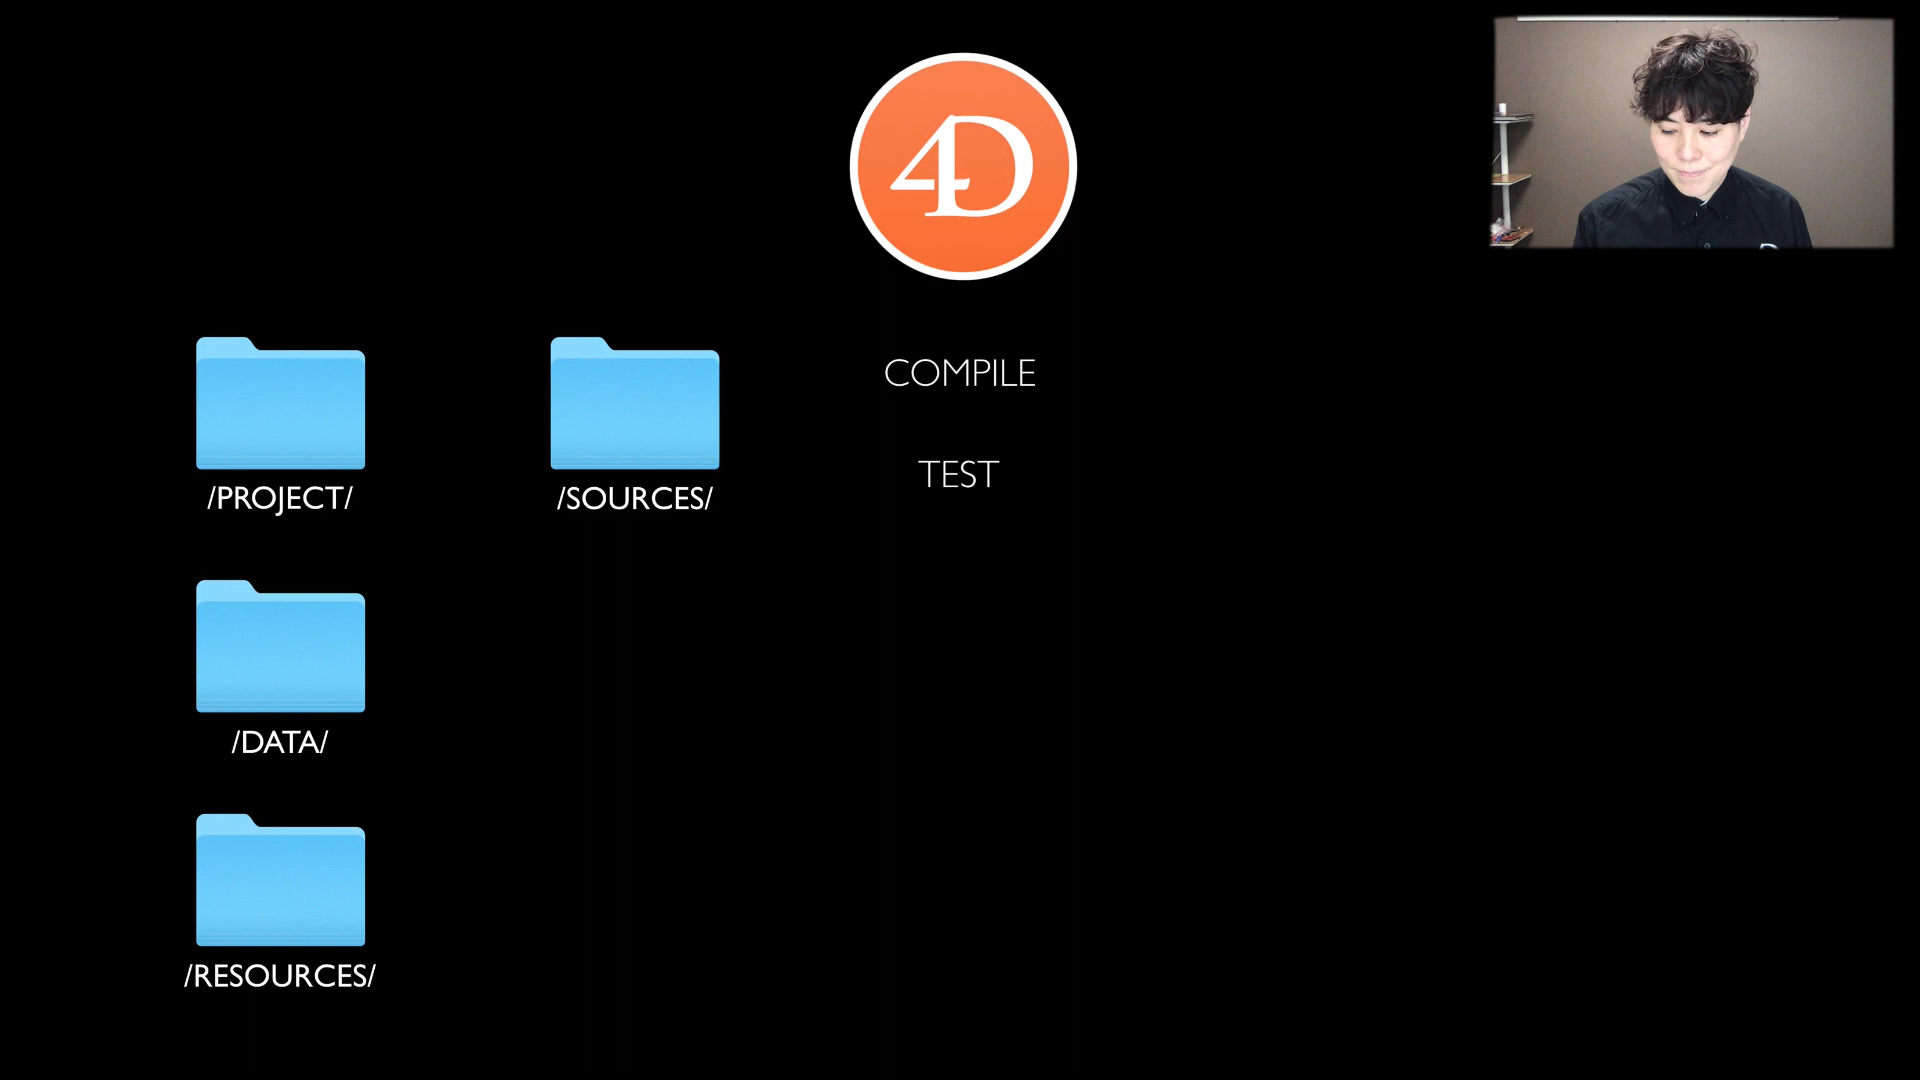 4D
COMPILE
TEST
/PROJECT/
/SOURCES/
/DATA/
/RESOURCES/